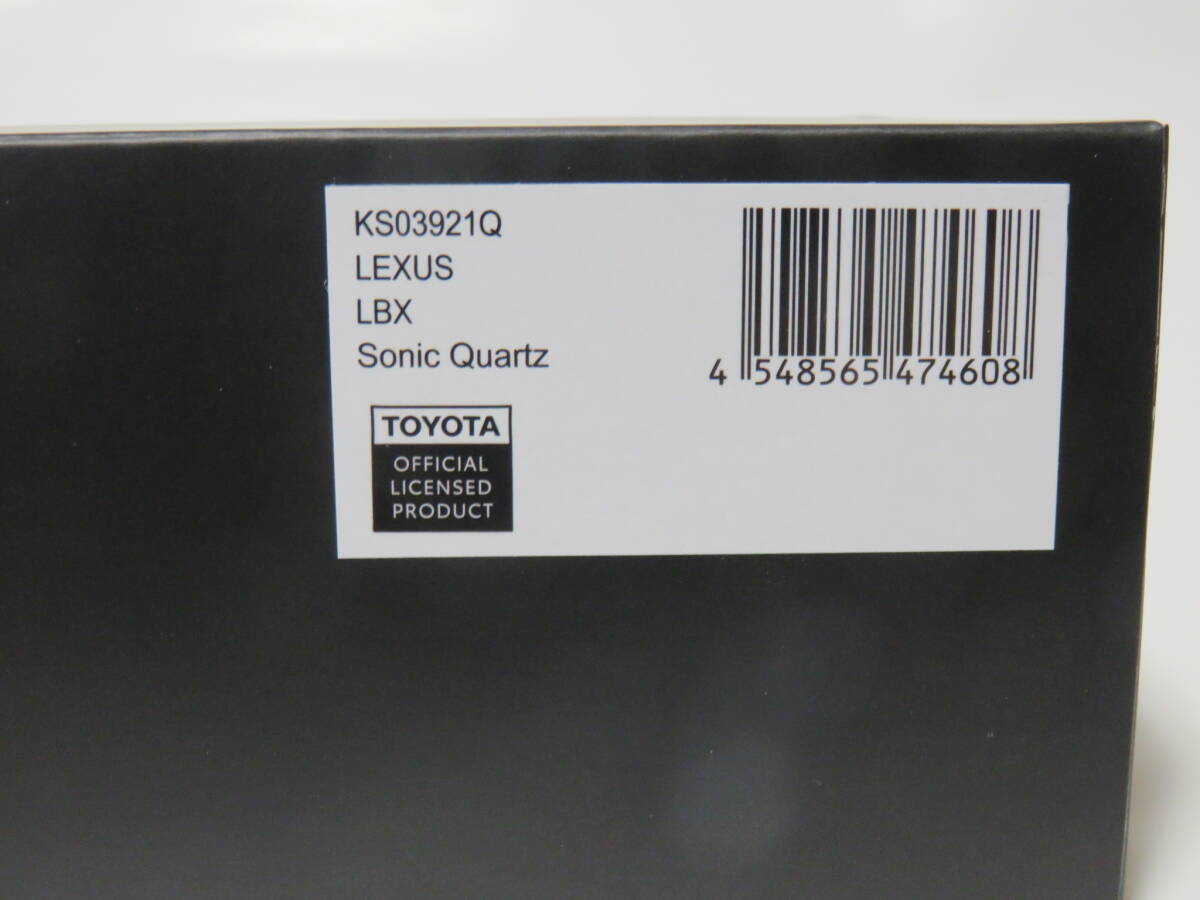 KS03921Q
LEXUS
LBX
Sonic Quartz
4 548565 474608
TOYOTA
OFFICIAL
LICENSED
PRODUCT